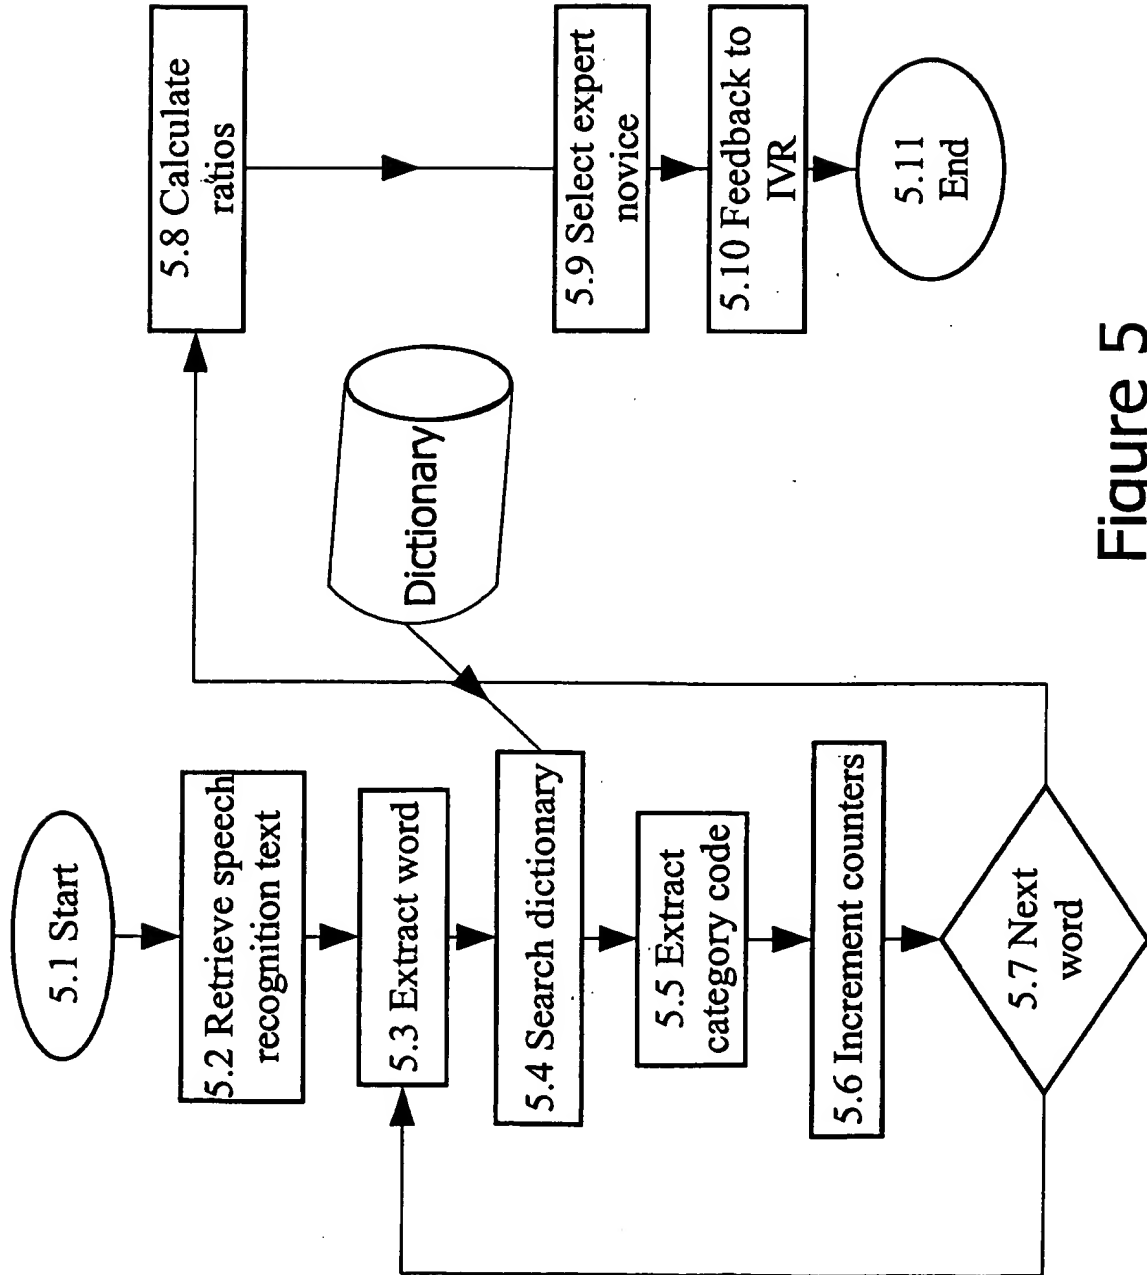 5.1 Start
5.2 Retrieve speech
recognition text
5.3 Extract word
5.4 Search dictionary
5.5 Extract
category code
5.6 Increment counters
5.7 Next
word
Dictionary
5.8 Calculate
ratios
5.9 Select expert
novice
5.10 Feedback to
IVR
5.11
End
Figure 5